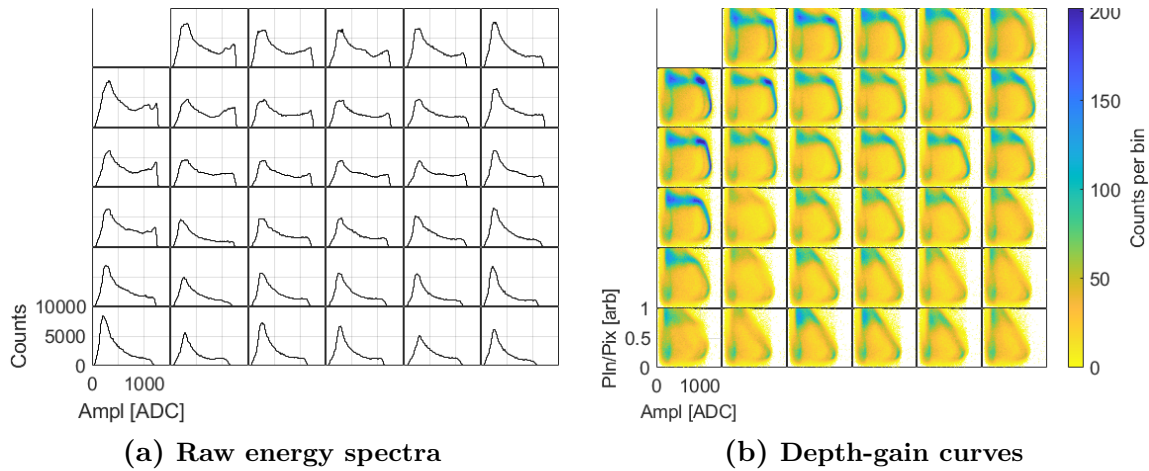 10000
5000
0
Counts
0 1000
Ampl [ADC]
(a) Raw energy spectra
1
0.5
0
Pln/Pix [arb]
0 1000
Ampl [ADC]
200
150
100
50
0
Counts per bin
(b) Depth-gain curves